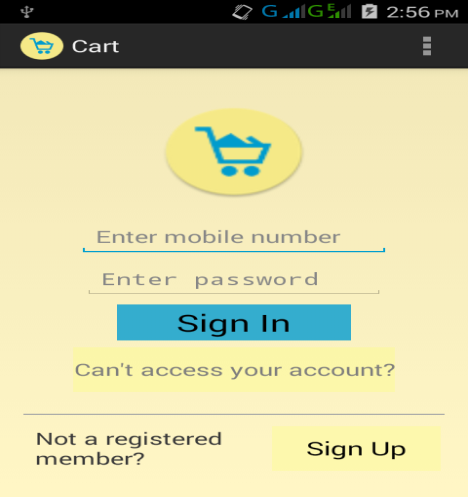 G G E 2:56 PM
Cart
Enter mobile number
Enter password
Sign In
Can't access your account?
Not a registered
member?
Sign Up